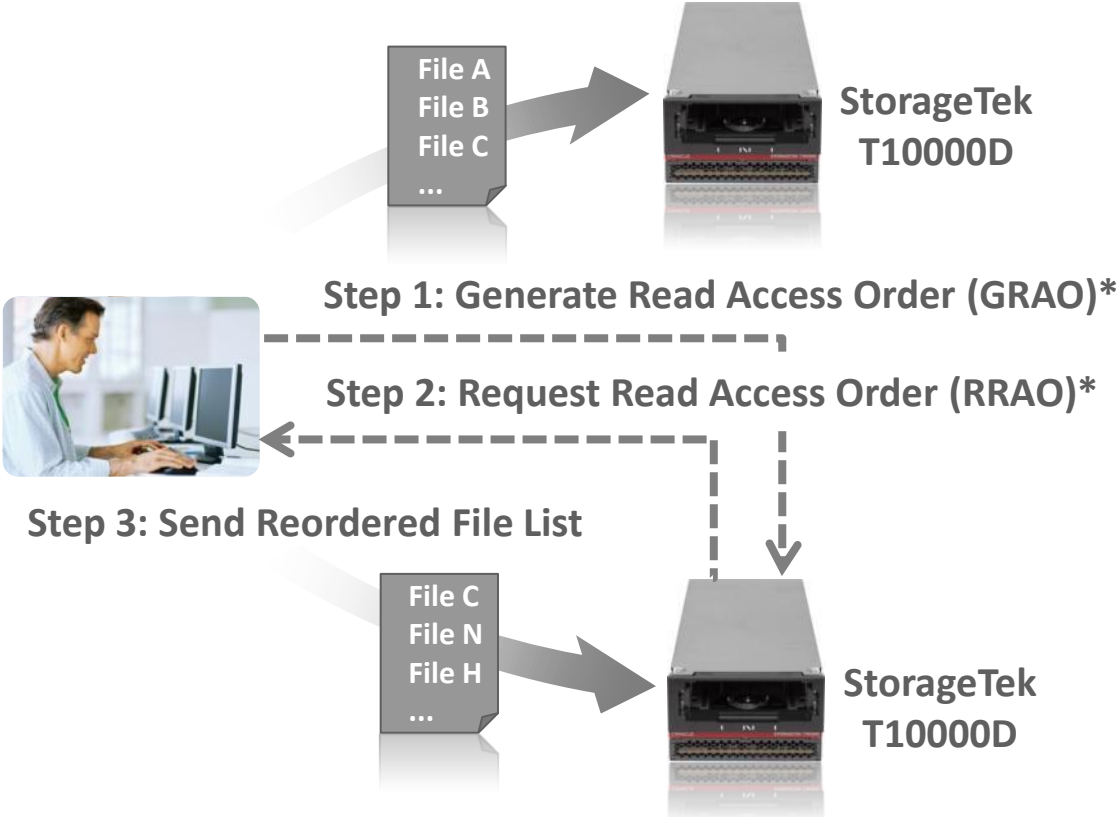 File A
File B
File C
...
StorageTek
T10000D
Step 1: Generate Read Access Order (GRAO)*
Step 2: Request Read Access Order (RRAO)*
Step 3: Send Reordered File List
File C
File N
File H
...
StorageTek
T10000D